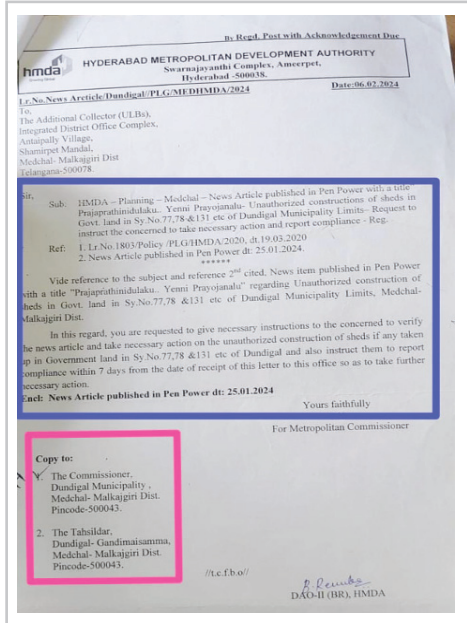 By Regd. Post with Acknowledgement Due
hmda
HYDERABAD METROPOLITAN DEVELOPMENT AUTHORITY
Swarnajayanthi Complex, Ameerpet,
Hyderabad -500038.
Lr.No.News Arcticle/Dundigal//PLG/MEDHMDA/2024 Date:06.02.2024
To,
The Additional Collector (ULBs),
Integrated District Office Complex,
Antaipally Village,
Shamirpet Mandal,
Medchal- Malkajgiri Dist
Telangana-500078.
Sir,
Sub: HMDA – Planning – Medchal – News Article published in Pen Power with a title
Prajaprathinidulaku.. Yenni Prayojanalu- Unauthorized constructions of sheds in
Govt. land in Sy.No.77,78 &131 etc of Dundigal Municipality Limits– Request to
instruct the concerned to take necessary action and report compliance - Reg..
Ref: 1. Lr.No.1803/Policy /PLG/HMDA/2020, dt.19.03.2020
2. News Article published in Pen Power dt: 25.01.2024.
******
Vide reference to the subject and reference 2nd cited. News item published in Pen Power
with a title "Prajaprathinidulaku.. Yenni Prayojanalu" regarding Unauthorized construction of
sheds in Govt. land in Sy.No.77,78 &131 etc of Dundigal Municipality Limits, Medchal-
Malkajgiri Dist.
In this regard, you are requested to give necessary instructions to the concerned to verify
the news article and take necessary action on the unauthorized construction of sheds if any taken
up in Government land in Sy.No.77,78 &131 etc of Dundigal and also instruct them to report
compliance within 7 days from the date of receipt of this letter to this office so as to take further
necessary action.
Encl: News Article published in Pen Power dt: 25.01.2024
Yours faithfully
For Metropolitan Commissioner
Copy to:
1. The Commissioner,
Dundigal Municipality ,
Medchal- Malkajgiri Dist.
Pincode-500043.
2. The Tahsildar,
Dundigal- Gandimaisamma,
Medchal- Malkajgiri Dist.
Pincode-500043.
//t.c.f.b.o//
DAO-II (BR), HMDA